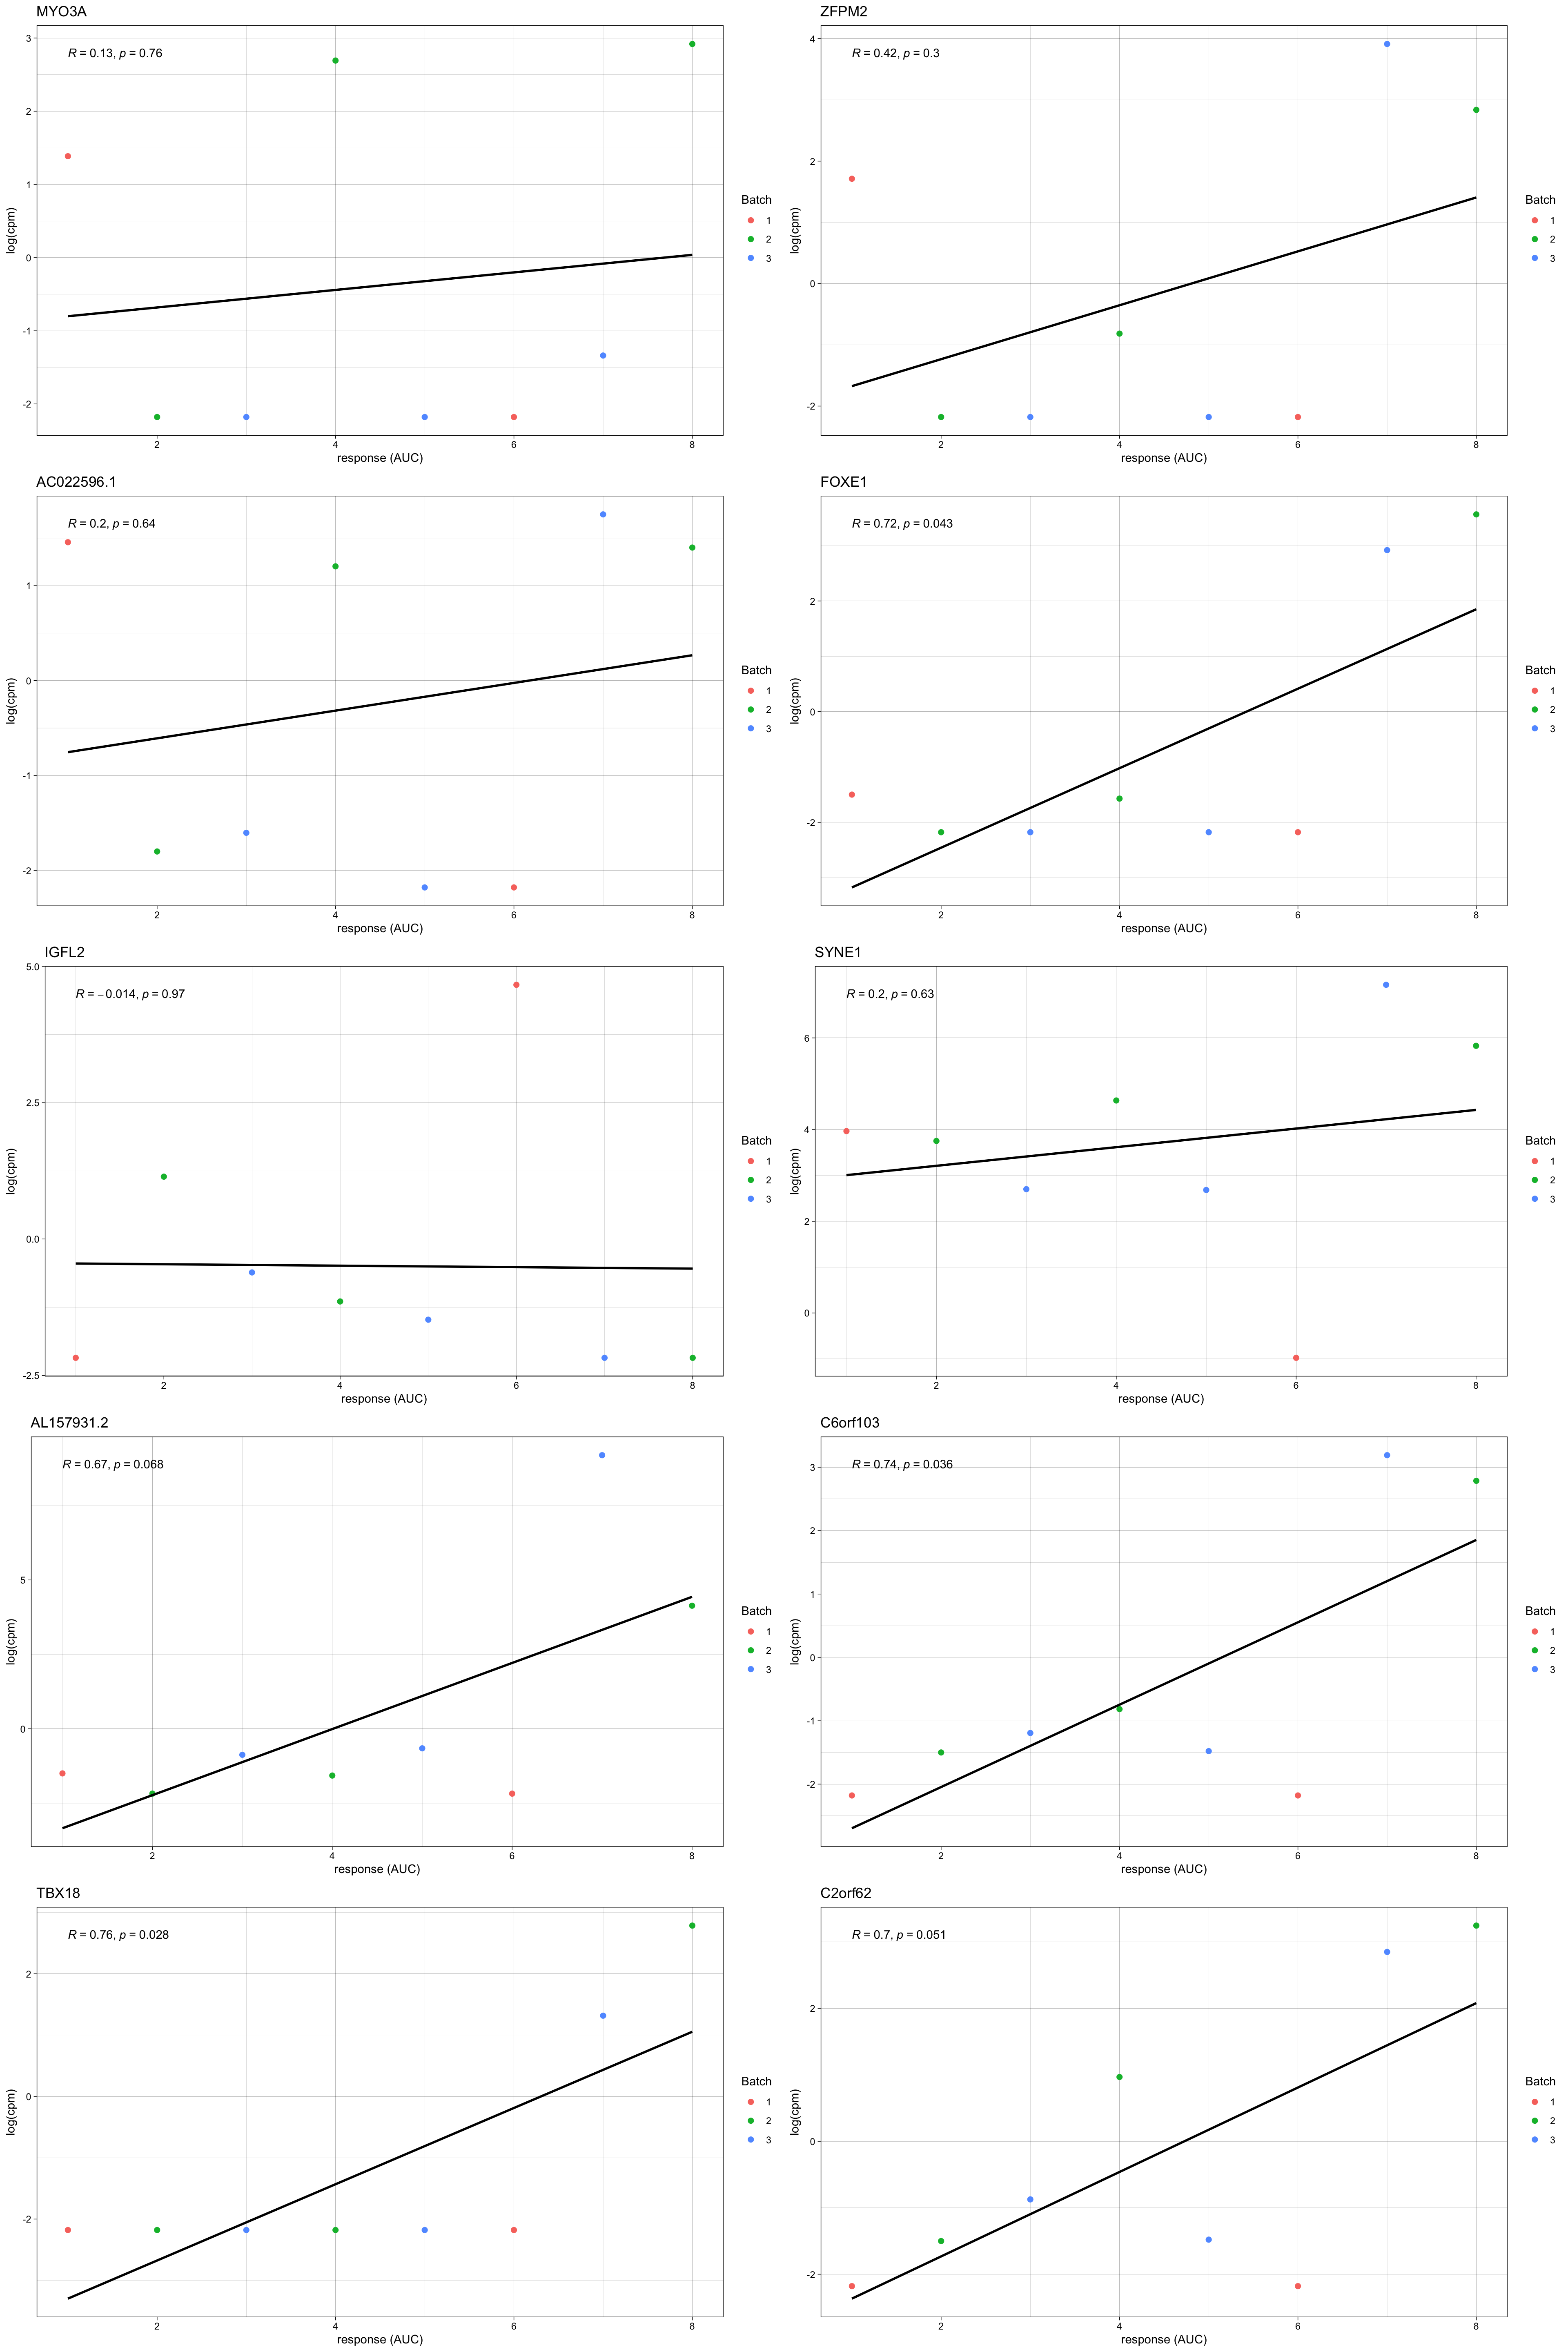 MYO3A
R = 0.13, p = 0.76
3
2
1
0
-1
-2
log(cpm)
2 4 6 8
response (AUC)
Batch
1
2
3
ZFPM2
R = 0.42, p = 0.3
4
2
0
-2
log(cpm)
2 4 6 8
response (AUC)
Batch
1
2
3
AC022596.1
R = 0.2, p = 0.64
1
0
-1
-2
log(cpm)
2 4 6 8
response (AUC)
Batch
1
2
3
FOXE1
R = 0.72, p = 0.043
2
0
-2
log(cpm)
2 4 6 8
response (AUC)
Batch
1
2
3
IGFL2
R = −0.014, p = 0.97
5.0
2.5
0.0
-2.5
log(cpm)
2 4 6 8
response (AUC)
Batch
1
2
3
SYNE1
R = 0.2, p = 0.63
6
4
2
0
log(cpm)
2 4 6 8
response (AUC)
Batch
1
2
3
AL157931.2
R = 0.67, p = 0.068
5
0
log(cpm)
2 4 6 8
response (AUC)
Batch
1
2
3
C6orf103
R = 0.74, p = 0.036
3
2
1
0
-1
-2
log(cpm)
2 4 6 8
response (AUC)
Batch
1
2
3
TBX18
R = 0.76, p = 0.028
2
0
-2
log(cpm)
2 4 6 8
response (AUC)
Batch
1
2
3
C2orf62
R = 0.7, p = 0.051
2
0
-2
log(cpm)
2 4 6 8
response (AUC)
Batch
1
2
3